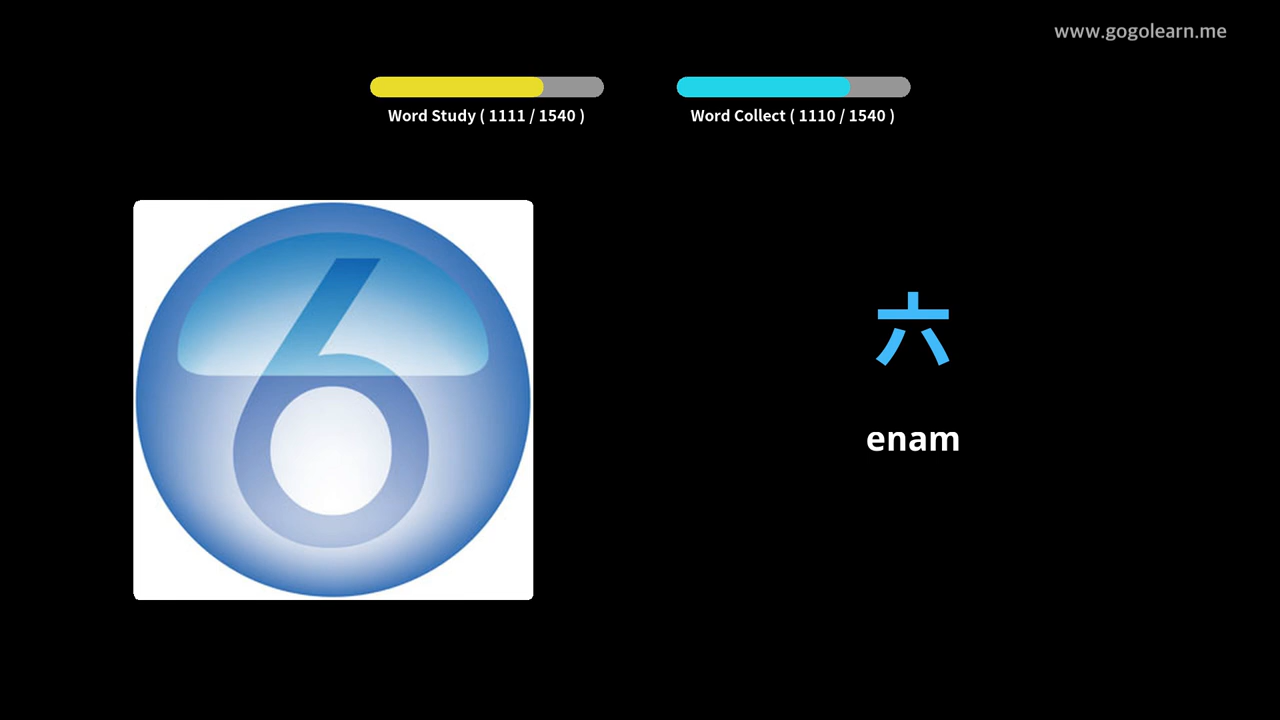 www.gogolearn.me
Word Study ( 1111 / 1540 )
Word Collect ( 1110 / 1540 )
6
六
enam